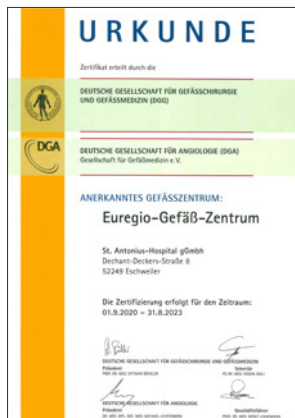 URKUNDE
Zertifikat erteilt durch die
DEUTSCHE GESELLSCHAFT FÜR GEFÄSSCHIRURGIE
UND GEFÄSSMEDIZIN (DGG)
DGA
DEUTSCHE GESELLSCHAFT FÜR ANGIOLOGIE (DGA)
Gesellschaft für Gefäßmedizin e.V.
ANERKANNTES GEFÄSSZENTRUM:
Euregio-Gefäß-Zentrum
St. Antonius-Hospital gGmbH
Dechant-Deckers-Straße 8
52249 Eschweiler
Die Zertifizierung erfolgt für den Zeitraum:
01.9.2020 – 31.8.2023
DEUTSCHE GESELLSCHAFT FÜR GEFÄSSCHIRURGIE UND GEFÄSSMEDIZIN
Präsident Sekretär
DEUTSCHE GESELLSCHAFT FÜR ANGIOLOGIE
Präsident Geschäftsführer